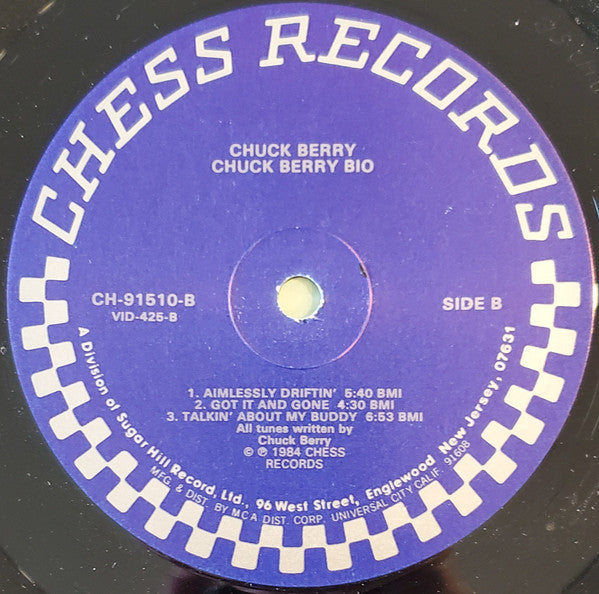 CHESS RECORDS
CHUCK BERRY
CHUCK BERRY BIO
CH-91510-B
VID-425-B
SIDE B
1. AIMLESSLY DRIFTIN' 5:40 BMI
2. GOT IT AND GONE 4:30 BMI
3. TALKIN' ABOUT MY BUDDY 6:53 BMI
All tunes written by
Chuck Berry
© ℗ 1984 CHESS
RECORDS
A Division of Sugar Hill Record, Ltd., 96 West Street, Englewood New Jersey, 07631
MFG. & DIST. BY M C A DIST. CORP. UNIVERSAL CITY CALIF. 91608